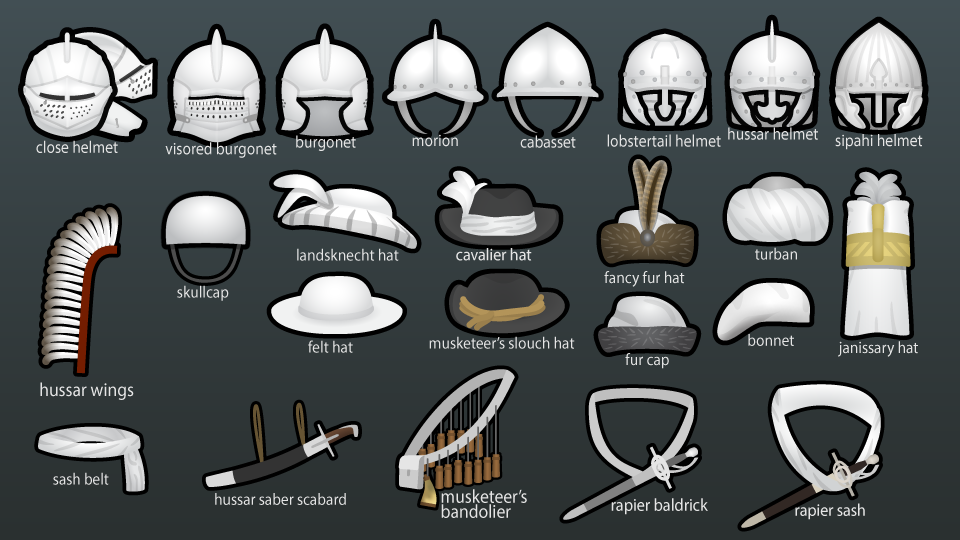 close helmet
visored burgonet
burgonet
morion
cabasset
lobstertail helmet
hussar helmet
sipahi helmet
hussar wings
skullcap
landsknecht hat
cavalier hat
fancy fur hat
turban
janissary hat
felt hat
musketeer's slouch hat
fur cap
bonnet
sash belt
hussar saber scabard
musketeer's
bandolier
rapier baldrick
rapier sash